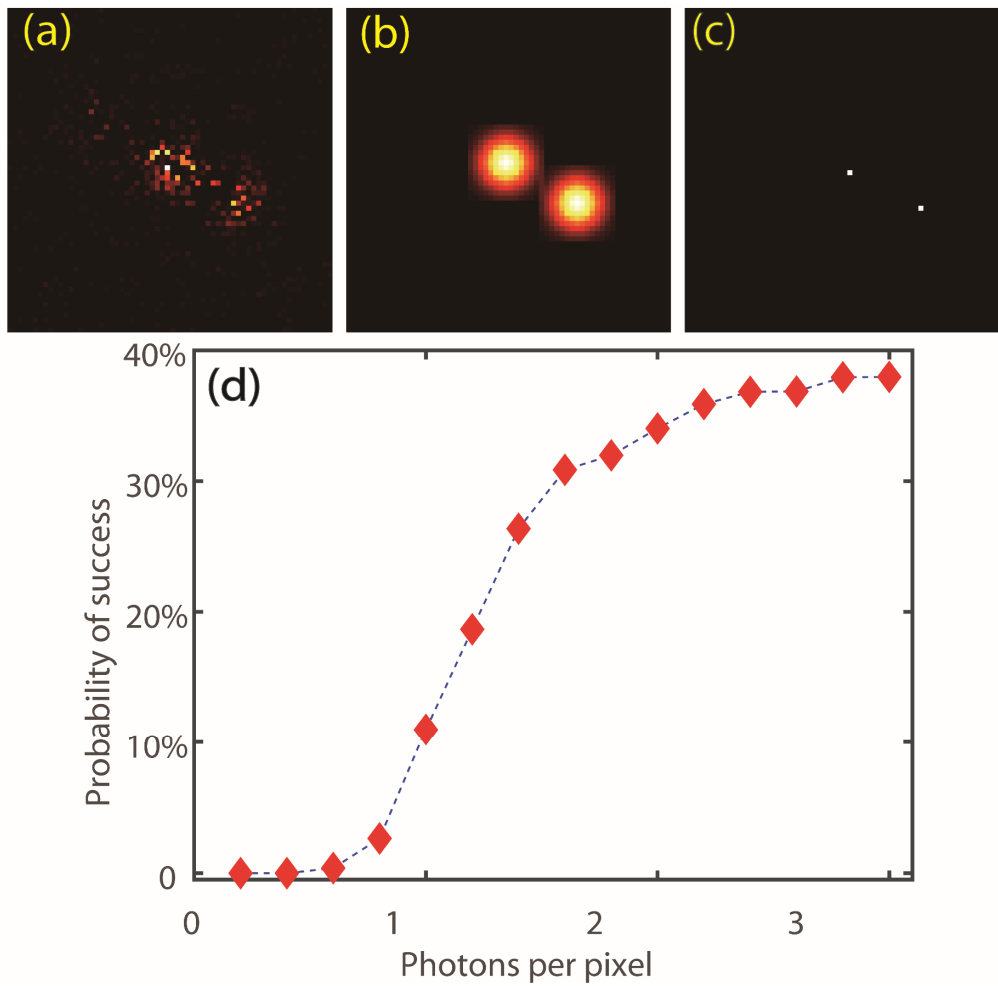 (a)
(b)
(c)
(d)
40%
30%
20%
10%
0
Probability of success
0 1 2 3
Photons per pixel